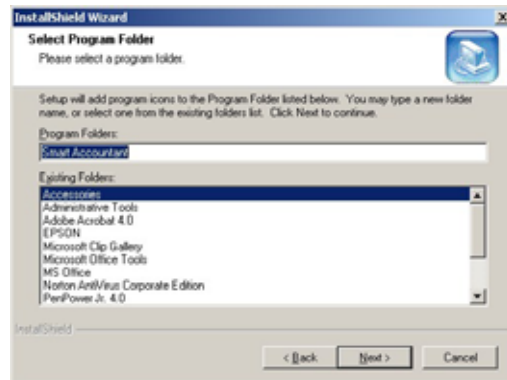 InstallShield Wizard
Select Program Folder
Please select a program folder.
Setup will add program icons to the Program Folder listed below. You may type a new folder
name, or select one from the existing folders list. Click Next to continue.
Program Folders:
Smart Accountant
Existing Folders:
Accessories
Administrative Tools
Adobe Acrobat 4.0
EPSON
Microsoft Clip Gallery
Microsoft Office Tools
MS Office
Norton AntiVirus Corporate Edition
PenPower Jr. 4.0
InstallShield
< Back
Next >
Cancel